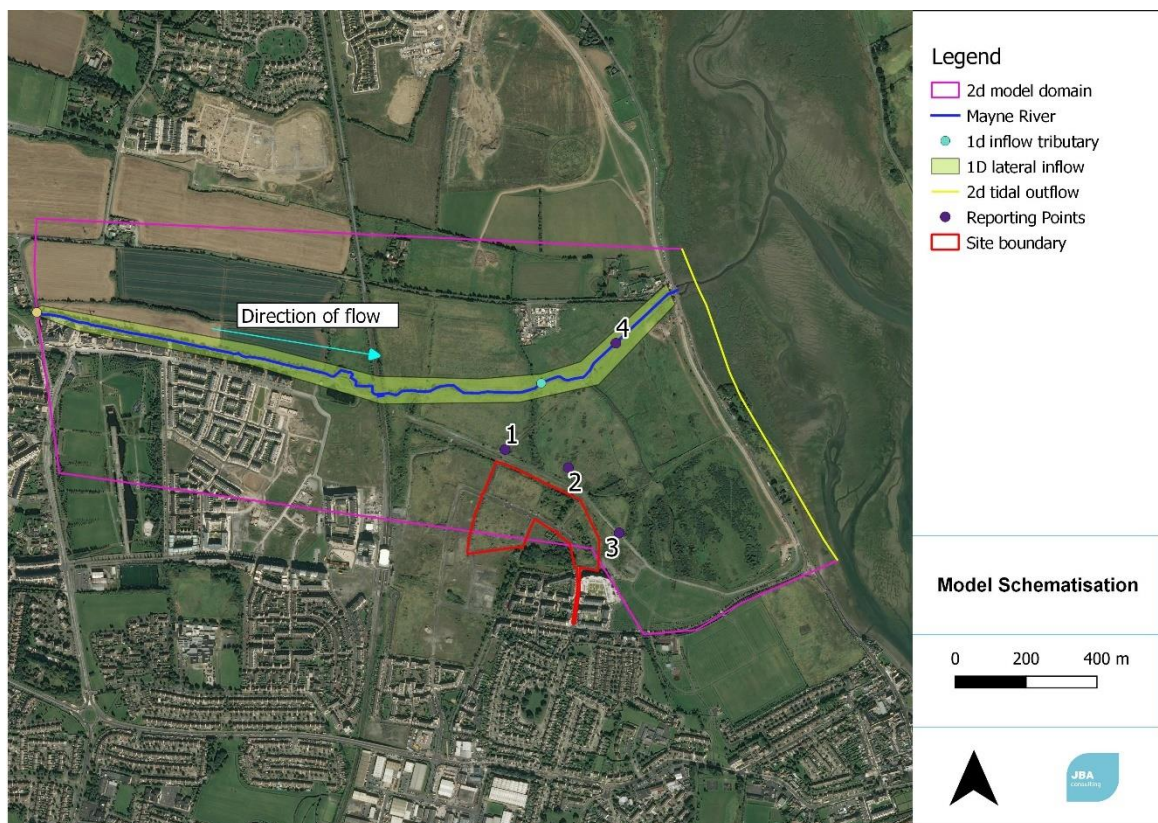 Direction of flow
4
1
2
3
Legend
2d model domain
Mayne River
1d inflow tributary
1D lateral inflow
2d tidal outflow
Reporting Points
Site boundary
Model Schematisation
0 200 400 m
JBA
consulting